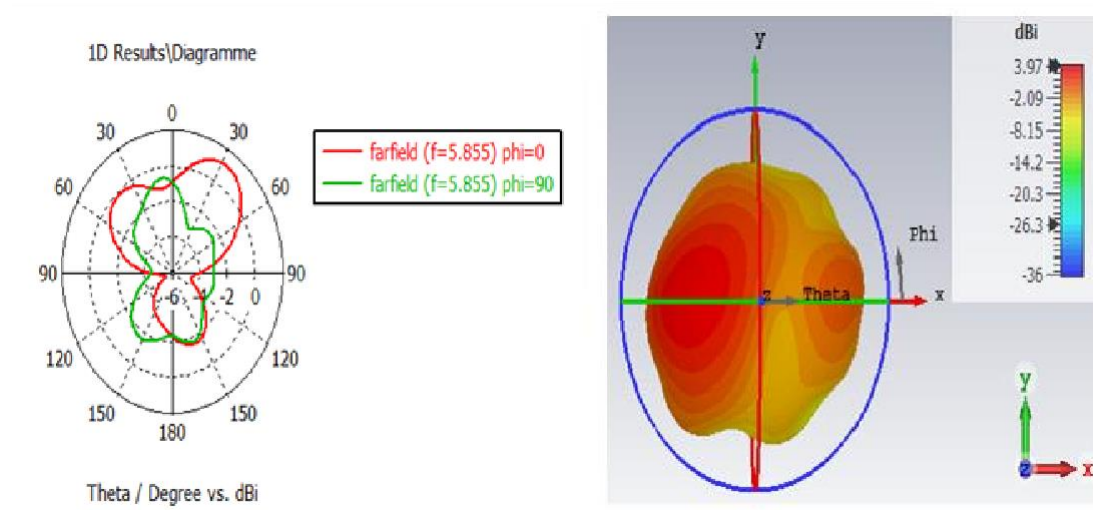 1D Results\Diagramme
0
30 30
60 60
90 -6 -2 0 90
120 120
150 150
180
Theta / Degree vs. dBi
farfield (f=5.855) phi=0
farfield (f=5.855) phi=90
y
Phi
z Theta x
dBi
3.97
-2.09
-8.15
-14.2
-20.3
-26.3
-36
y
z x